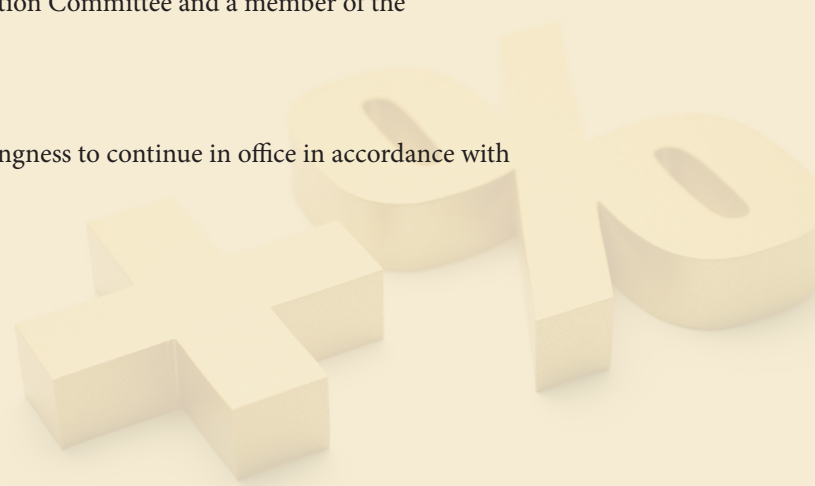 tion Committee and a member of the
ngness to continue in office in accordance with